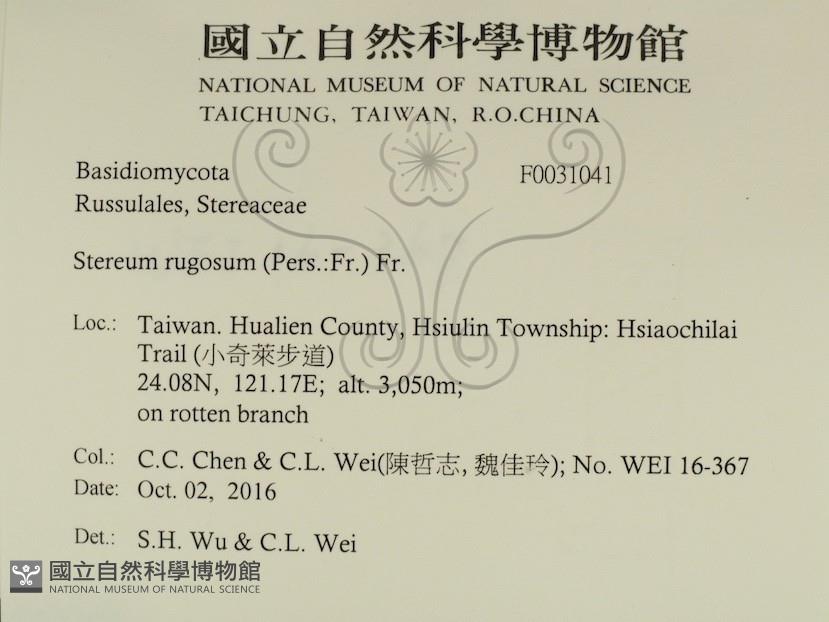 國立自然科學博物館
NATIONAL MUSEUM OF NATURAL SCIENCE
TAICHUNG, TAIWAN, R.O.CHINA
Basidiomycota F0031041
Russulales, Stereaceae
Stereum rugosum (Pers.:Fr.) Fr.
Loc.: Taiwan. Hualien County, Hsiulin Township: Hsiaochilai
Trail (小奇萊步道)
24.08N, 121.17E; alt. 3,050m;
on rotten branch
Col.: C.C. Chen & C.L. Wei(陳哲志, 魏佳玲); No. WEI 16-367
Date: Oct. 02, 2016
Det.: S.H. Wu & C.L. Wei
國立自然科學博物館
NATIONAL MUSEUM OF NATURAL SCIENCE